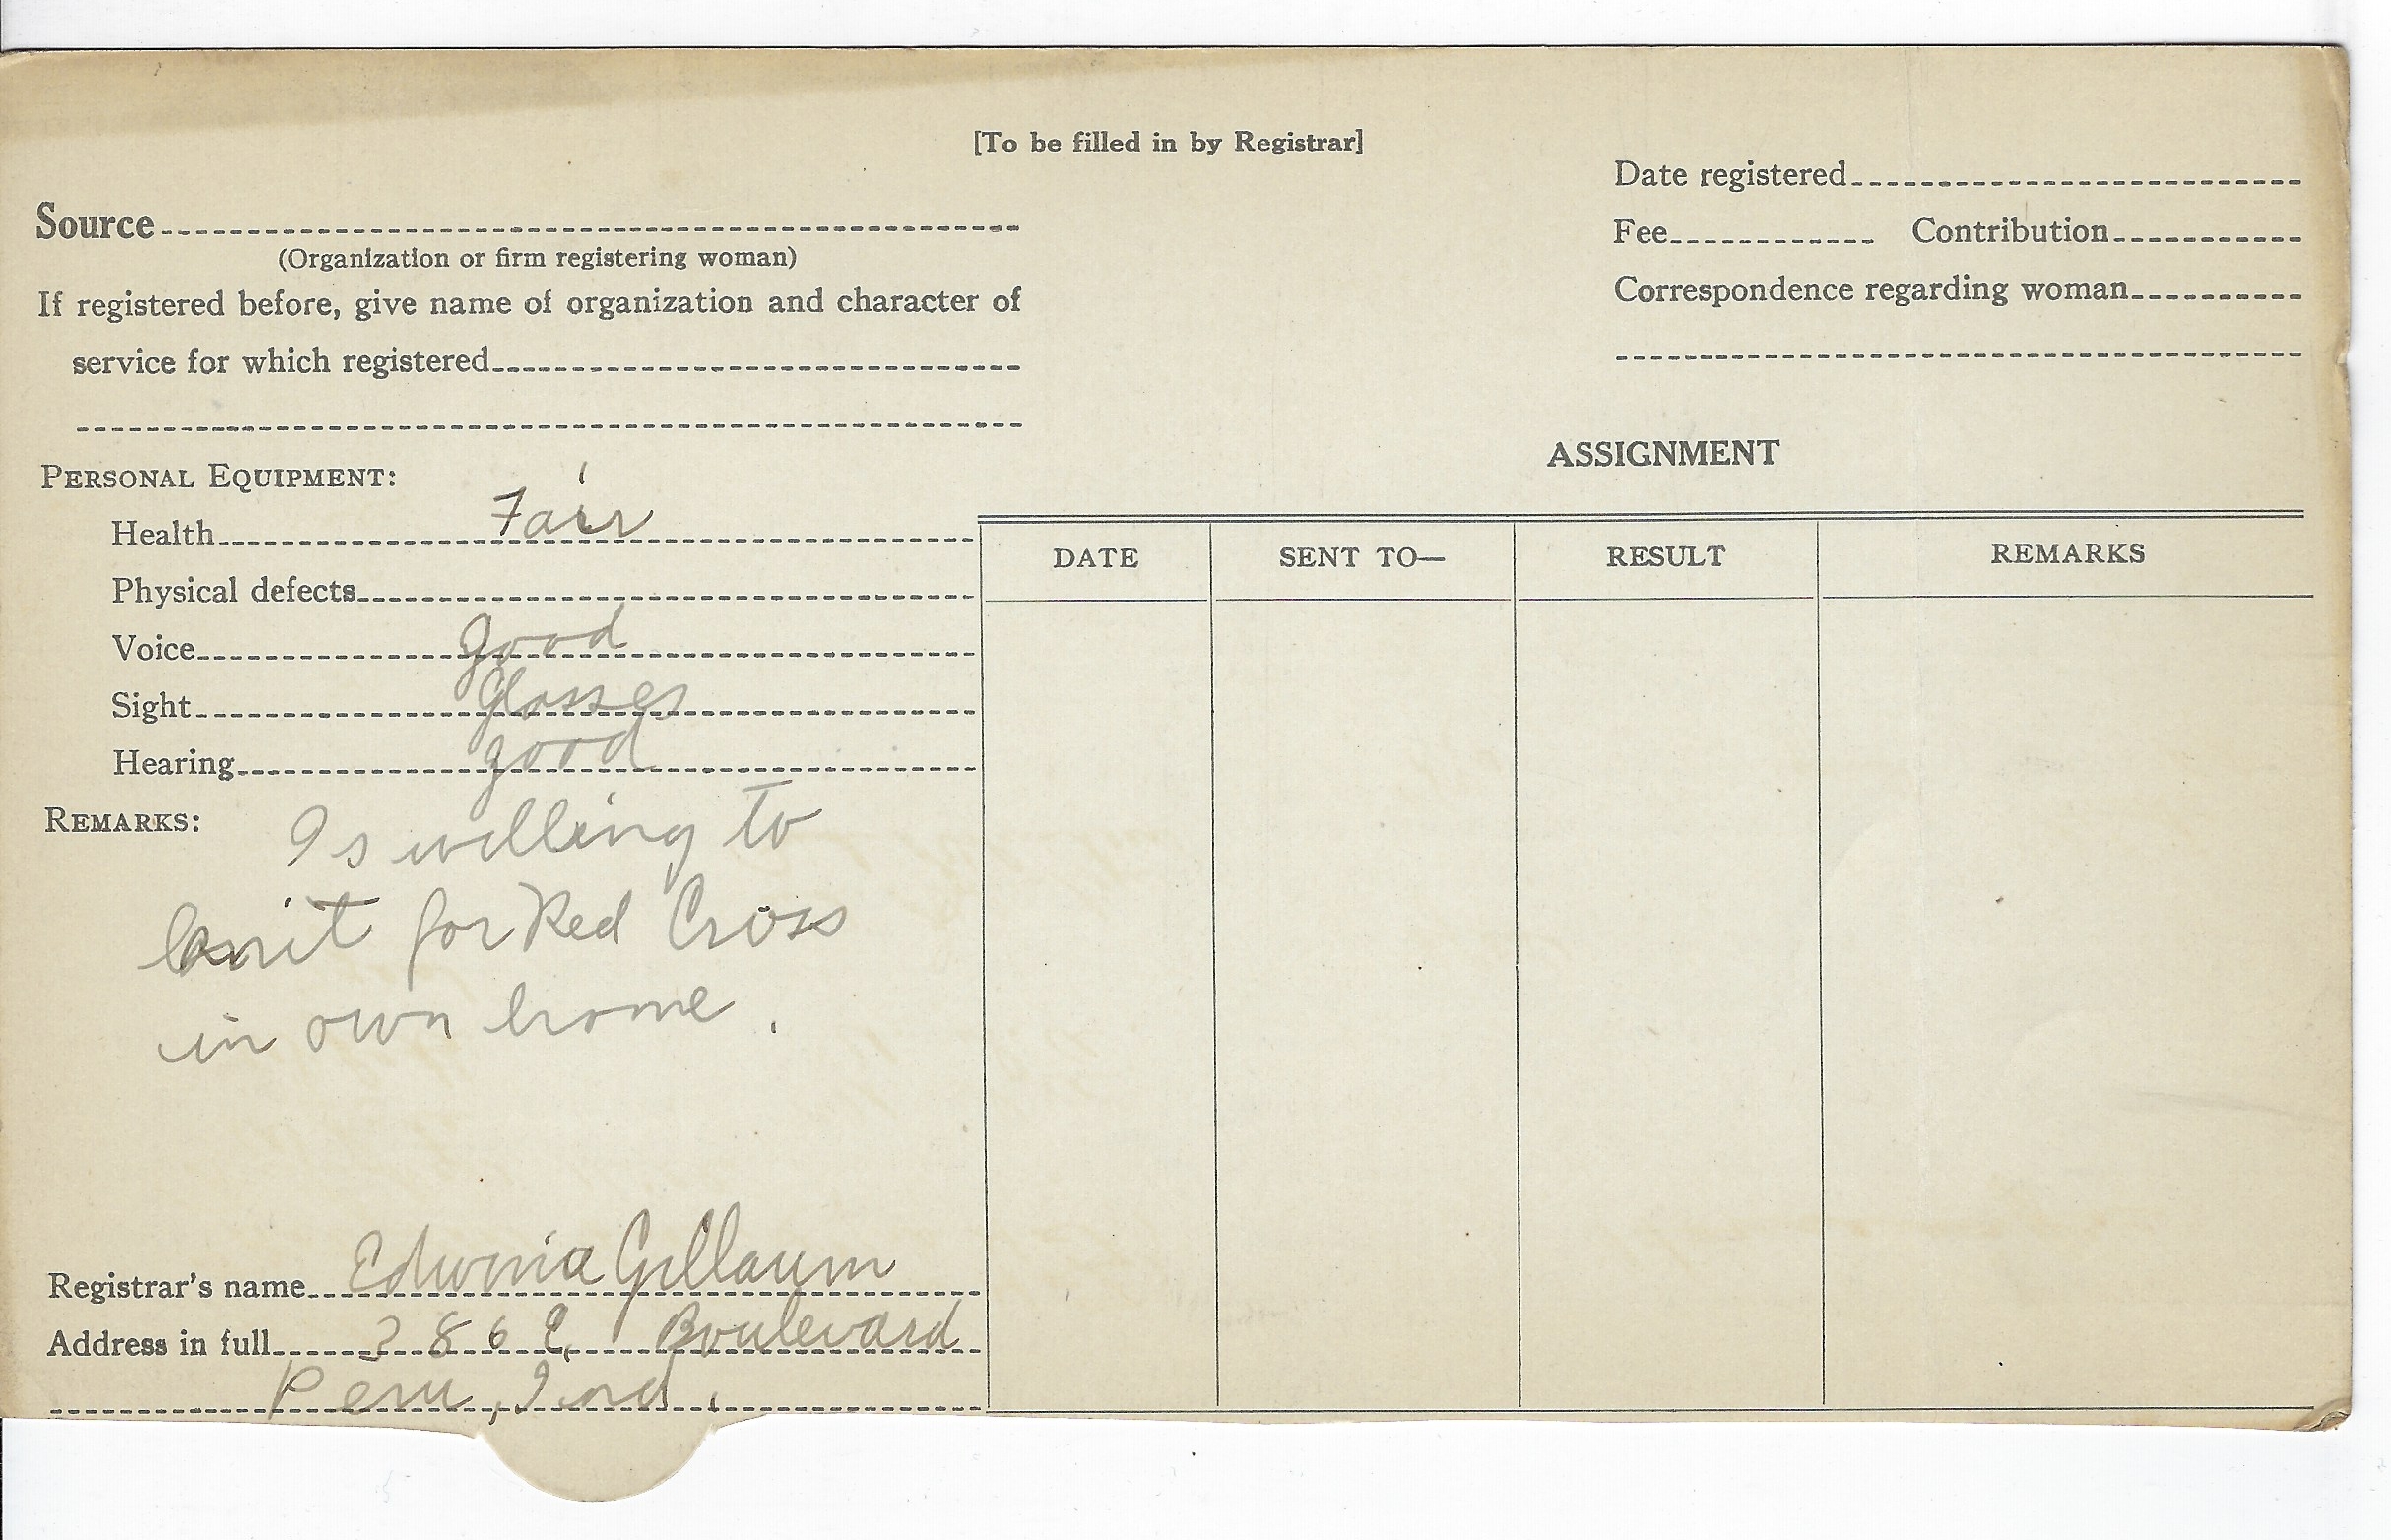 [To be filled in by Registrar]
Date registered
Source
Fee Contribution
(Organization or firm registering woman)
Correspondence regarding woman
If registered before, give name of organization and character of
service for which registered
ASSIGNMENT
PERSONAL EQUIPMENT:
Health Fair
Physical defects
Voice good
Sight Glasses
Hearing good
DATE SENT TO— RESULT REMARKS
REMARKS: Is willing to
knit for Red Cross
in own home.
Registrar's name Edwina Gillaum
Address in full Boulevard
Peru, Ind.